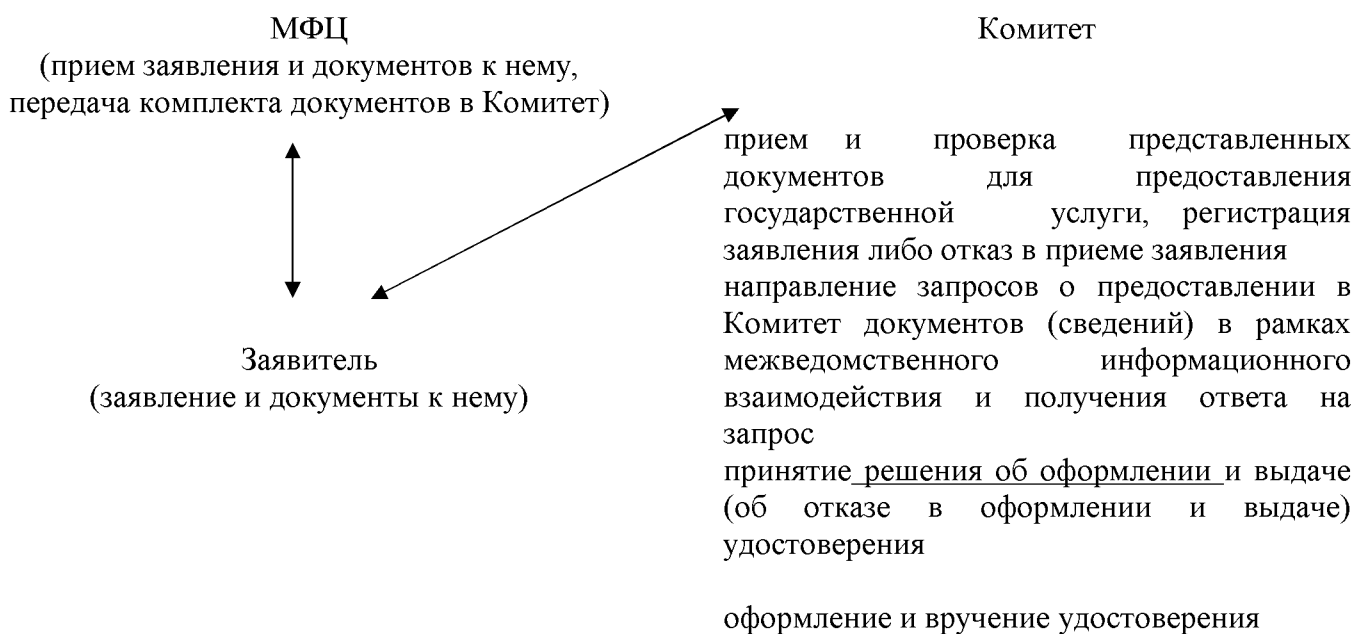 МФЦ
(прием заявления и документов к нему,
передача комплекта документов в Комитет)
Заявитель
(заявление и документы к нему)
Комитет
прием и проверка представленных
документов для предоставления
государственной услуги, регистрация
заявления либо отказ в приеме заявления
направление запросов о предоставлении в
Комитет документов (сведений) в рамках
межведомственного информационного
взаимодействия и получения ответа на
запрос
принятие решения об оформлении и выдаче
(об отказе в оформлении и выдаче)
удостоверения
оформление и вручение удостоверения